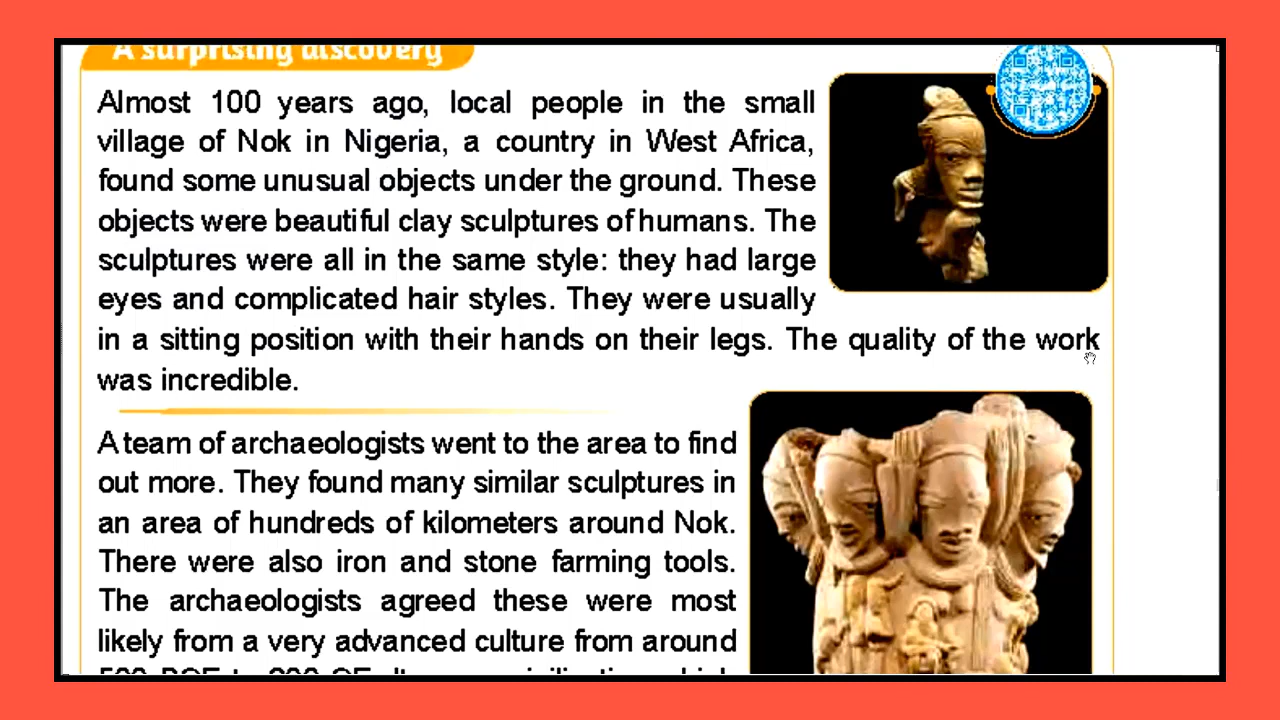 A surprising discovery
Almost 100 years ago, local people in the small
village of Nok in Nigeria, a country in West Africa,
found some unusual objects under the ground. These
objects were beautiful clay sculptures of humans. The
sculptures were all in the same style: they had large
eyes and complicated hair styles. They were usually
in a sitting position with their hands on their legs. The quality of the work
was incredible.
A team of archaeologists went to the area to find
out more. They found many similar sculptures in
an area of hundreds of kilometers around Nok.
There were also iron and stone farming tools.
The archaeologists agreed these were most
likely from a very advanced culture from around